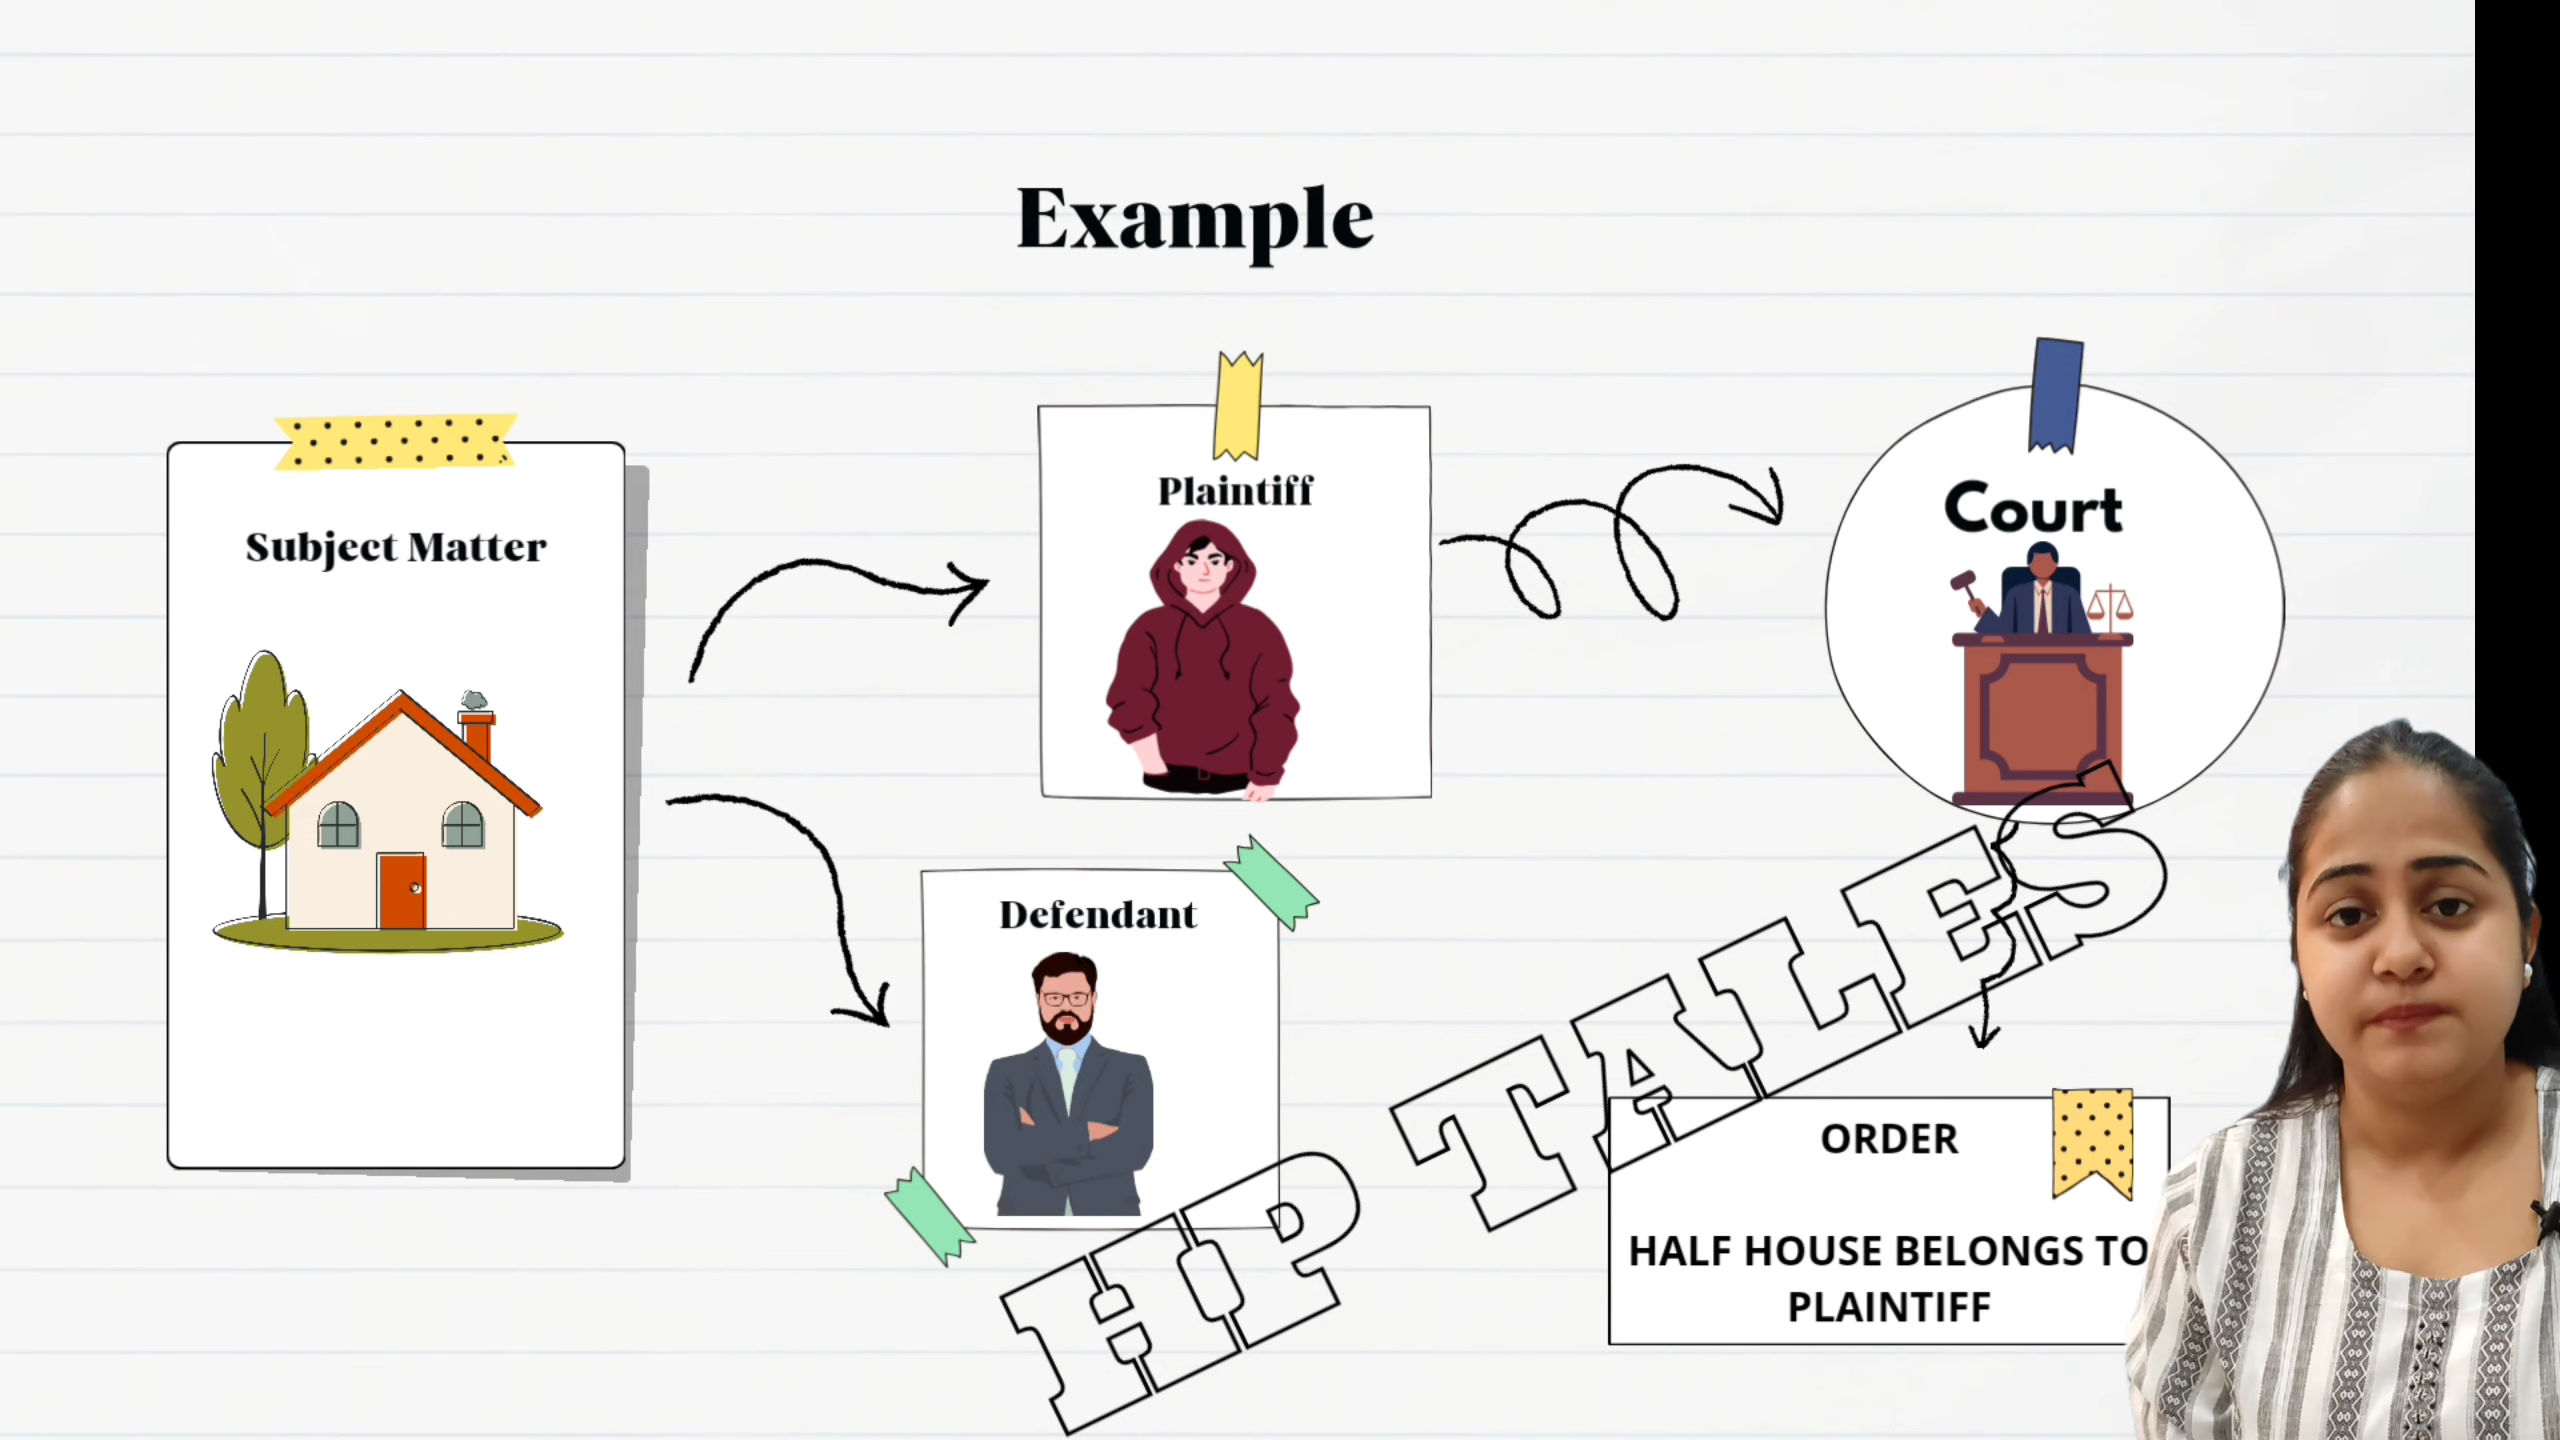 Example
Subject Matter
Plaintiff
Court
Defendant
HP TALES
ORDER
HALF HOUSE BELONGS TO
PLAINTIFF